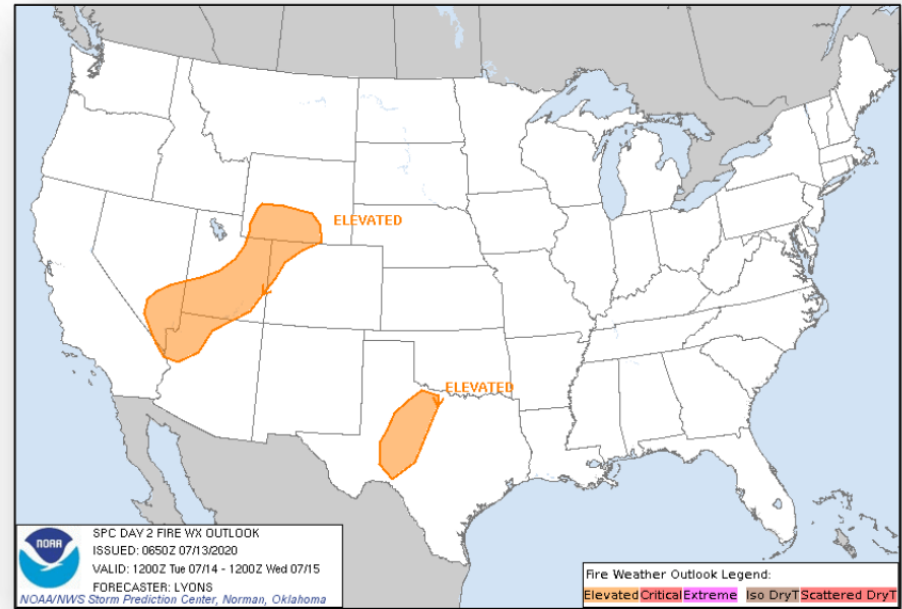 ELEVATED
ELEVATED
NOAA
SPC DAY 2 FIRE WX OUTLOOK
ISSUED: 0650Z 07/13/2020
VALID: 1200Z Tue 07/14 - 1200Z Wed 07/15
FORECASTER: LYONS
NOAA/NWS Storm Prediction Center, Norman, Oklahoma
Fire Weather Outlook Legend:
Elevated Critical Extreme Iso DryT Scattered DryT